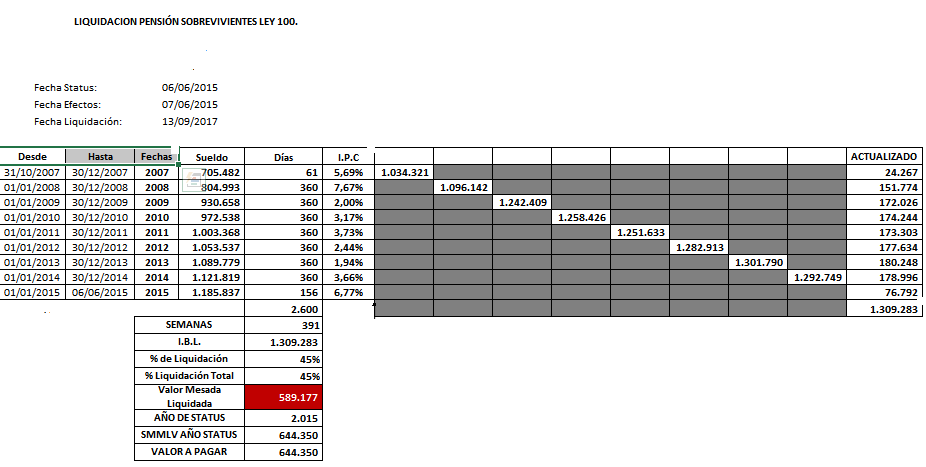 LIQUIDACION PENSIÓN SOBREVIVIENTES LEY 100.
Fecha Status: 06/06/2015
Fecha Efectos: 07/06/2015
Fecha Liquidación: 13/09/2017
Desde Hasta Fechas Sueldo Días I.P.C ACTUALIZADO
31/10/2007 30/12/2007 2007 705.482 61 5,69% 1.034.321 24.267
01/01/2008 30/12/2008 2008 804.993 360 7,67% 1.096.142 151.774
01/01/2009 30/12/2009 2009 930.658 360 2,00% 1.242.409 172.026
01/01/2010 30/12/2010 2010 972.538 360 3,17% 1.258.426 174.244
01/01/2011 30/12/2011 2011 1.003.368 360 3,73% 1.251.633 173.303
01/01/2012 30/12/2012 2012 1.053.537 360 2,44% 1.282.913 177.634
01/01/2013 30/12/2013 2013 1.089.779 360 1,94% 1.301.790 180.248
01/01/2014 30/12/2014 2014 1.121.819 360 3,66% 1.292.749 178.996
01/01/2015 06/06/2015 2015 1.185.837 156 6,77% 76.792
2.600 1.309.283
SEMANAS 391
I.B.L. 1.309.283
% de Liquidación 45%
% Liquidación Total 45%
Valor Mesada
Liquidada 589.177
AÑO DE STATUS 2.015
SMMLV AÑO STATUS 644.350
VALOR A PAGAR 644.350